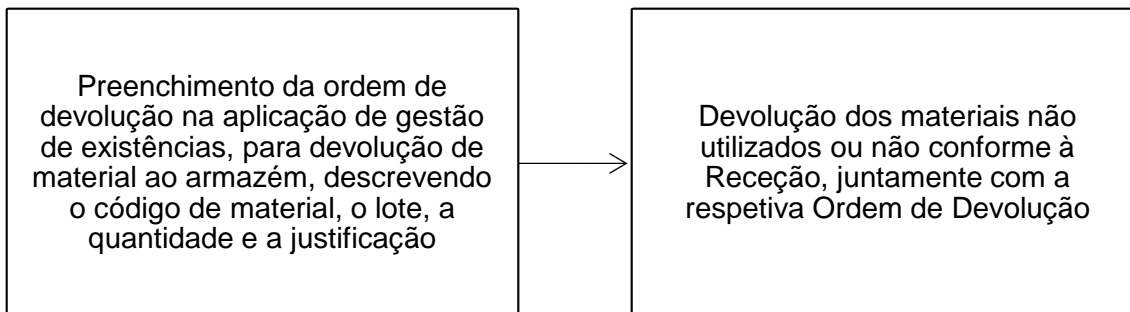 Preenchimento da ordem de
devolução na aplicação de gestão
de existências, para devolução de
material ao armazém, descrevendo
o código de material, o lote, a
quantidade e a justificação
Devolução dos materiais não
utilizados ou não conforme à
Receção, juntamente com a
respetiva Ordem de Devolução